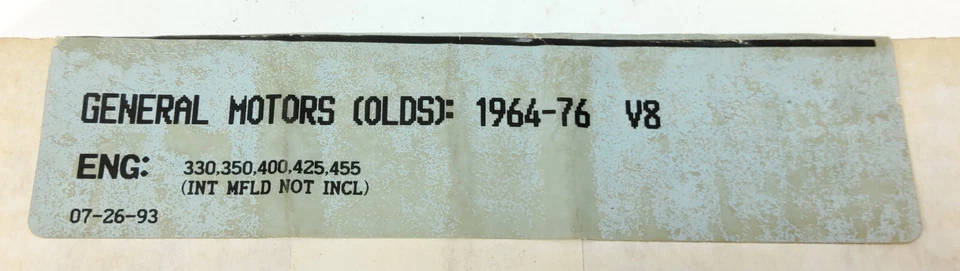 GENERAL MOTORS (OLDS): 1964-76 V8
ENG: 330,350,400,425,455
(INT MFLD NOT INCL)
07-26-93